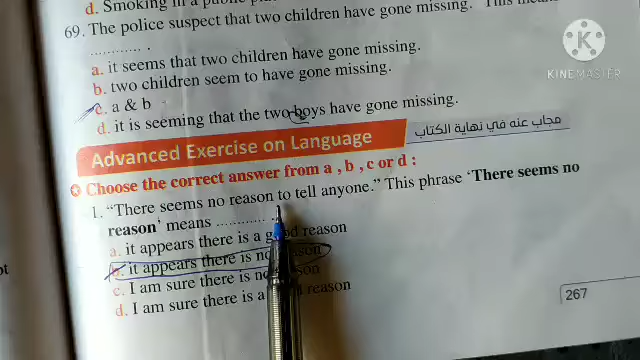 d. Smoking in a public
69. The police suspect that two children have gone missing. This
............ .
a. it seems that two children have gone missing.
b. two children seem to have gone missing.
c. a & b
d. it is seeming that the two boys have gone missing.
KINEMASTER
Advanced Exercise on Language
مجاب عنه في نهاية الكتاب
Choose the correct answer from a , b , c or d :
1. “There seems no reason to tell anyone.” This phrase ‘There seems no
reason’ means ............
a. it appears there is a good reason
b. it appears there is no reason
c. I am sure there is no reason
d. I am sure there is a reason
267